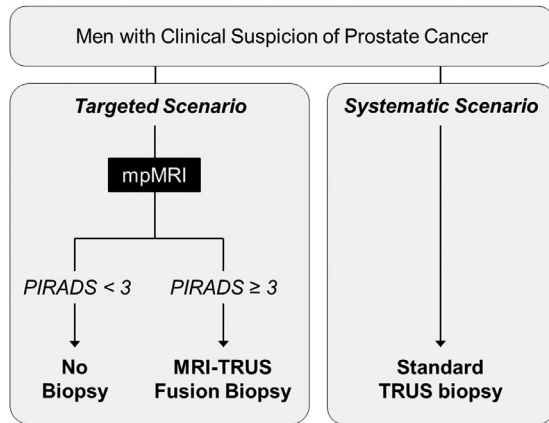 Men with Clinical Suspicion of Prostate Cancer
Targeted Scenario
mpMRI
PIRADS < 3
PIRADS ≥ 3
No
Biopsy
MRI-TRUS
Fusion Biopsy
Systematic Scenario
Standard
TRUS biopsy